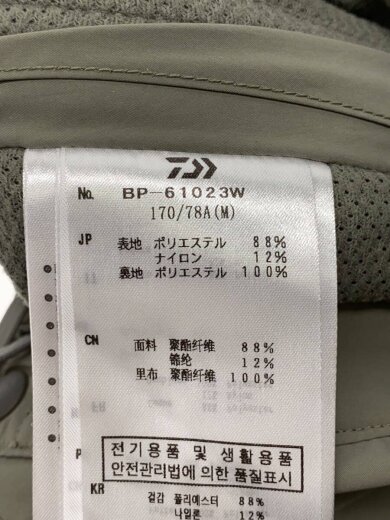 No. BP-61023W
170/78A(M)
JP 表地 ポリエステル 88%
ナイロン 12%
裏地 ポリエステル 100%
CN 面料 聚酯纤维 88%
锦纶 12%
里布 聚酯纤维 100%
전기용품 및 생활용품
안전관리법에 의한 품질표시
KR 겉감 폴리에스터 88%
나일론 12%